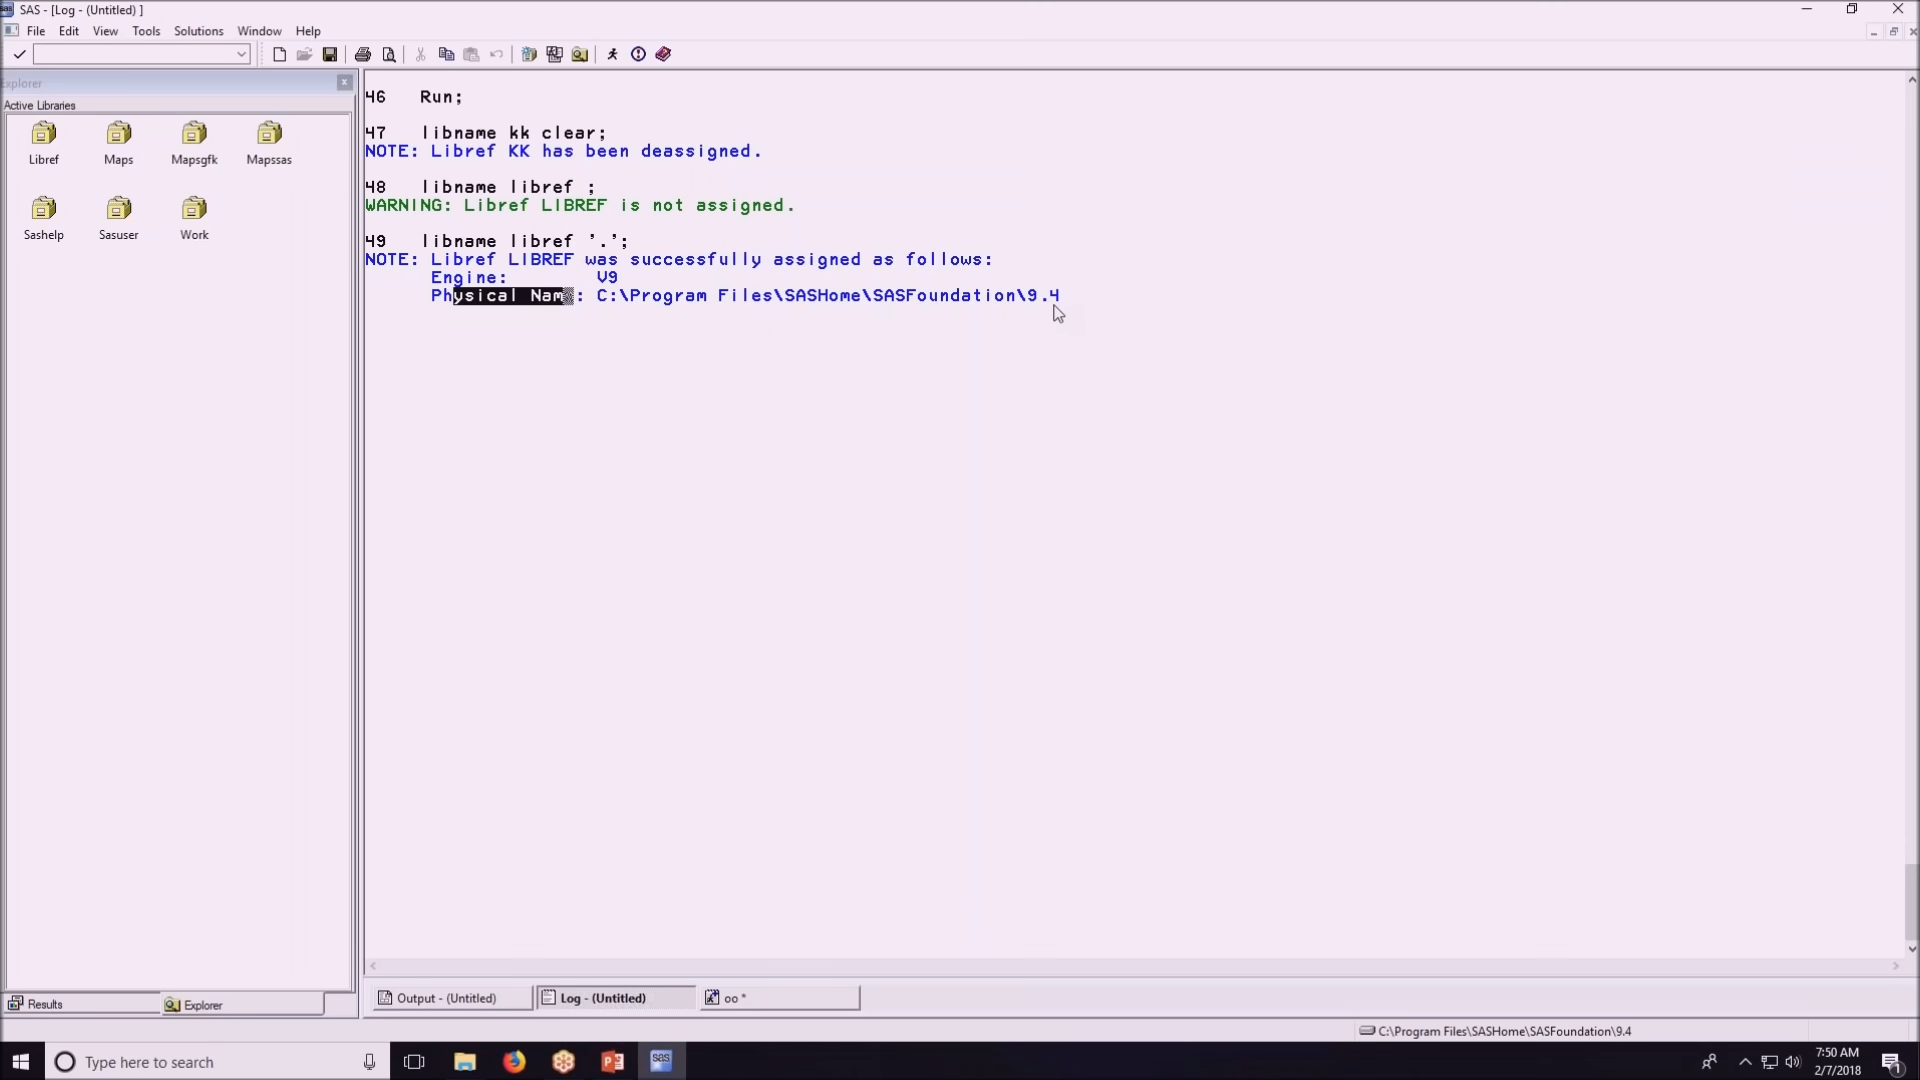 SAS - [Log - (Untitled) ]
File Edit View Tools Solutions Window Help
Explorer
Active Libraries
Libref Maps Mapsgfk Mapssas
Sashelp Sasuser Work
46 Run;
47 libname kk clear;
NOTE: Libref KK has been deassigned.
48 libname libref ;
WARNING: Libref LIBREF is not assigned.
49 libname libref '.';
NOTE: Libref LIBREF was successfully assigned as follows:
Engine: V9
Physical Name: C:\Program Files\SASHome\SASFoundation\9.4
Results Explorer
Output - (Untitled) Log - (Untitled) oo *
C:\Program Files\SASHome\SASFoundation\9.4
Type here to search
sas
7:50 AM
2/7/2018
1